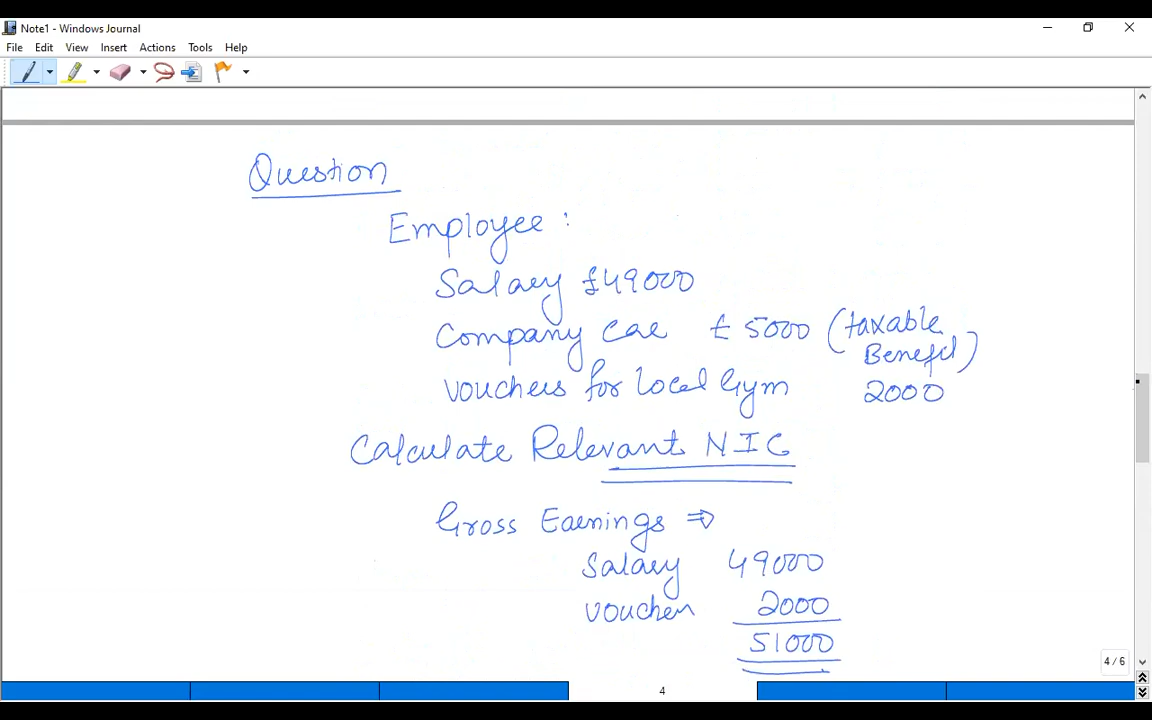 Note1 - Windows Journal
File Edit View Insert Actions Tools Help
Question
Employee :
Salary £49000
Company car £ 5000 (taxable
Benefit)
vouchers for local Gym 2000
Calculate Relevant NIC
Gross Earnings ⇒
Salary 49000
voucher 2000
51000
4 / 6
4